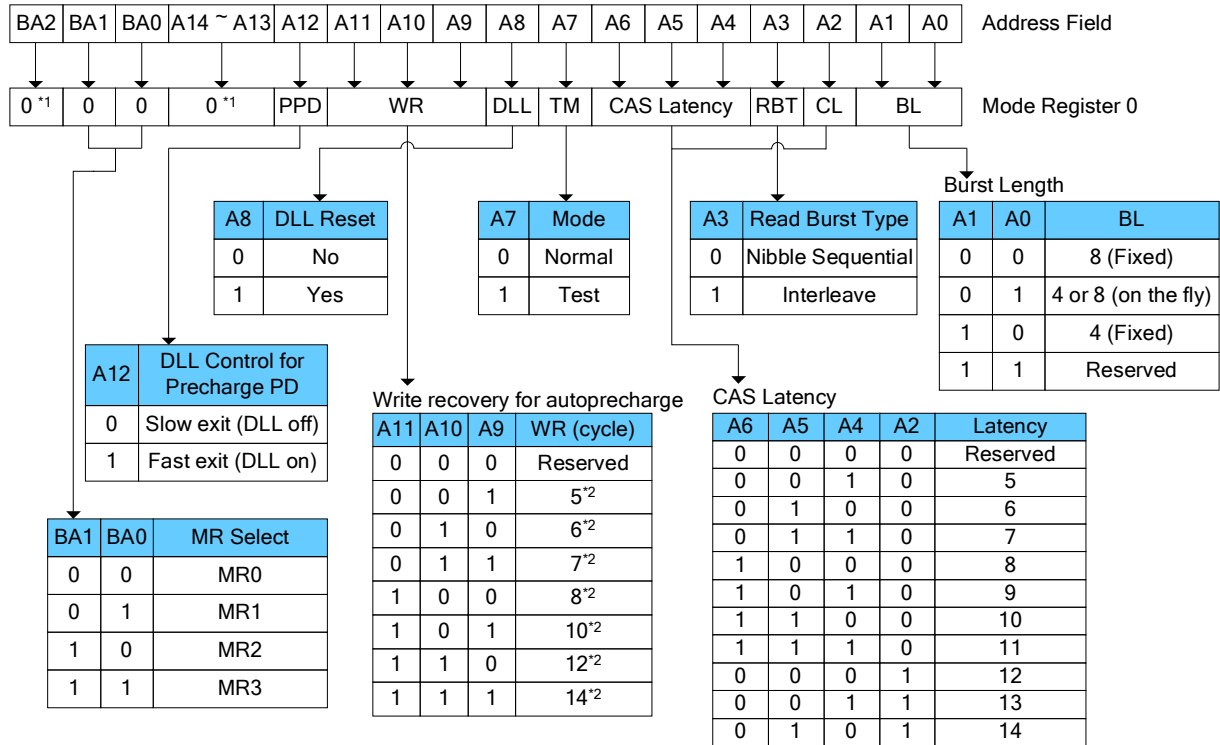 BA2 BA1 BA0 A14 ~ A13 A12 A11 A10 A9 A8 A7 A6 A5 A4 A3 A2 A1 A0 Address Field
0 *1 0 0 0 *1 PPD WR DLL TM CAS Latency RBT CL BL Mode Register 0
A8 DLL Reset
0 No
1 Yes
A7 Mode
0 Normal
1 Test
A3 Read Burst Type
0 Nibble Sequential
1 Interleave
Burst Length
A1 A0 BL
0 0 8 (Fixed)
0 1 4 or 8 (on the fly)
1 0 4 (Fixed)
1 1 Reserved
A12 DLL Control for
Precharge PD
0 Slow exit (DLL off)
1 Fast exit (DLL on)
BA1 BA0 MR Select
0 0 MR0
0 1 MR1
1 0 MR2
1 1 MR3
Write recovery for autoprecharge
A11 A10 A9 WR (cycle)
0 0 0 Reserved
0 0 1 5*2
0 1 0 6*2
0 1 1 7*2
1 0 0 8*2
1 0 1 10*2
1 1 0 12*2
1 1 1 14*2
CAS Latency
A6 A5 A4 A2 Latency
0 0 0 0 Reserved
0 0 1 0 5
0 1 0 0 6
0 1 1 0 7
1 0 0 0 8
1 0 1 0 9
1 1 0 0 10
1 1 1 0 11
0 0 0 1 12
0 0 1 1 13
0 1 0 1 14